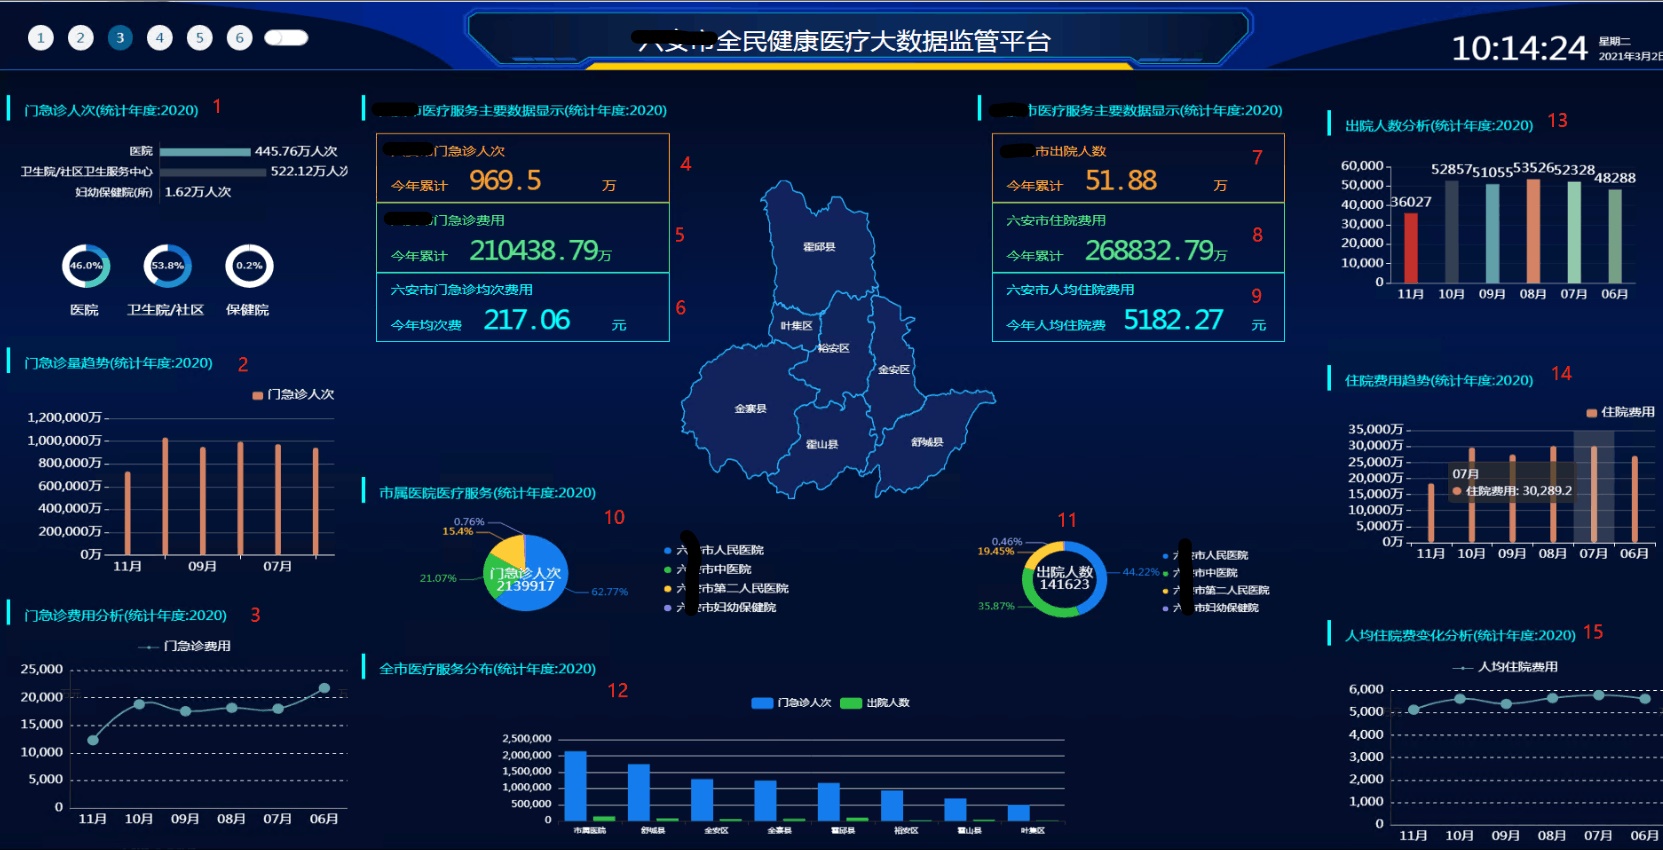 1 2 3 4 5 6
六安市全民健康医疗大数据监管平台
10:14:24
星期二
2021年3月2日
门急诊人次(统计年度:2020) 1
医院 445.76万人次
卫生院/社区卫生服务中心 522.12万人次
妇幼保健院(所) 1.62万人次
46.0% 53.8% 0.2%
医院 卫生院/社区 保健院
门急诊量趋势(统计年度:2020) 2
门急诊人次
1,200,000万
1,000,000万
800,000万
600,000万
400,000万
200,000万
0万
11月 09月 07月
门急诊费用分析(统计年度:2020) 3
门急诊费用
25,000
20,000
15,000
10,000
5,000
0
11月 10月 09月 08月 07月 06月
市医疗服务主要数据显示(统计年度:2020)
门急诊人次
今年累计 969.5 万
4
门急诊费用
今年累计 210438.79万
5
六安市门急诊均次费用
今年均次费 217.06 元
6
霍邱县
叶集区
裕安区
金安区
金寨县
霍山县
舒城县
市医疗服务主要数据显示(统计年度:2020)
市出院人数 7
今年累计 51.88 万
六安市住院费用
今年累计 268832.79万
8
六安市人均住院费用 9
今年人均住院费 5182.27 元
市属医院医疗服务(统计年度:2020)
10
0.76%
15.4%
21.07%
62.77%
门急诊人次
2139917
六安市人民医院
六安市中医院
六安市第二人民医院
六安市妇幼保健院
11
0.46%
19.45%
44.22%
35.87%
出院人数
141623
六安市人民医院
六安市中医院
六安市第二人民医院
六安市妇幼保健院
全市医疗服务分布(统计年度:2020)
12
门急诊人次 出院人数
2,500,000
2,000,000
1,500,000
1,000,000
500,000
0
市属医院 舒城县 金安区 金寨县 霍邱县 裕安区 霍山县 叶集区
出院人数分析(统计年度:2020) 13
60,000
50,000
40,000
30,000
20,000
10,000
0
36027 52857 51055 53526 52328 48288
11月 10月 09月 08月 07月 06月
住院费用趋势(统计年度:2020) 14
住院费用
35,000万
30,000万
25,000万
20,000万
15,000万
10,000万
5,000万
0万
07月
住院费用: 30,289.2
11月 10月 09月 08月 07月 06月
人均住院费变化分析(统计年度:2020) 15
人均住院费用
6,000
5,000
4,000
3,000
2,000
1,000
0
11月 10月 09月 08月 07月 06月